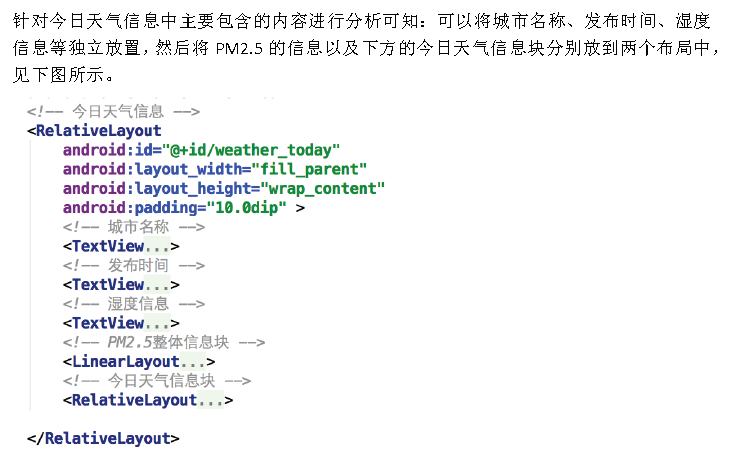 针对今日天气信息中主要包含的内容进行分析可知：可以将城市名称、发布时间、湿度
信息等独立放置，然后将 PM2.5 的信息以及下方的今日天气信息块分别放到两个布局中，
见下图所示。
<!-- 今日天气信息 -->
<RelativeLayout
    android:id="@+id/weather_today"
    android:layout_width="fill_parent"
    android:layout_height="wrap_content"
    android:padding="10.0dip" >
    <!-- 城市名称 -->
    <TextView...>
    <!-- 发布时间 -->
    <TextView...>
    <!-- 湿度信息 -->
    <TextView...>
    <!-- PM2.5整体信息块 -->
    <LinearLayout...>
    <!-- 今日天气信息块 -->
    <RelativeLayout...>
</RelativeLayout>